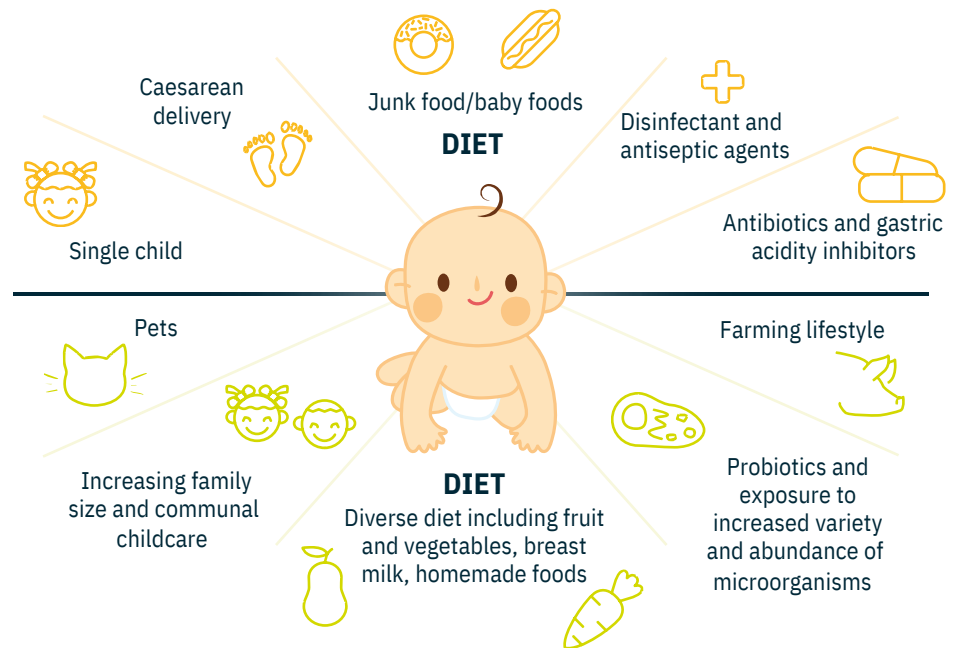 Caesarean
delivery
Junk food/baby foods
DIET
Disinfectant and
antiseptic agents
Single child
Antibiotics and gastric
acidity inhibitors
Pets
Farming lifestyle
Increasing family
size and communal
childcare
DIET
Diverse diet including fruit
and vegetables, breast
milk, homemade foods
Probiotics and
exposure to
increased variety
and abundance of
microorganisms